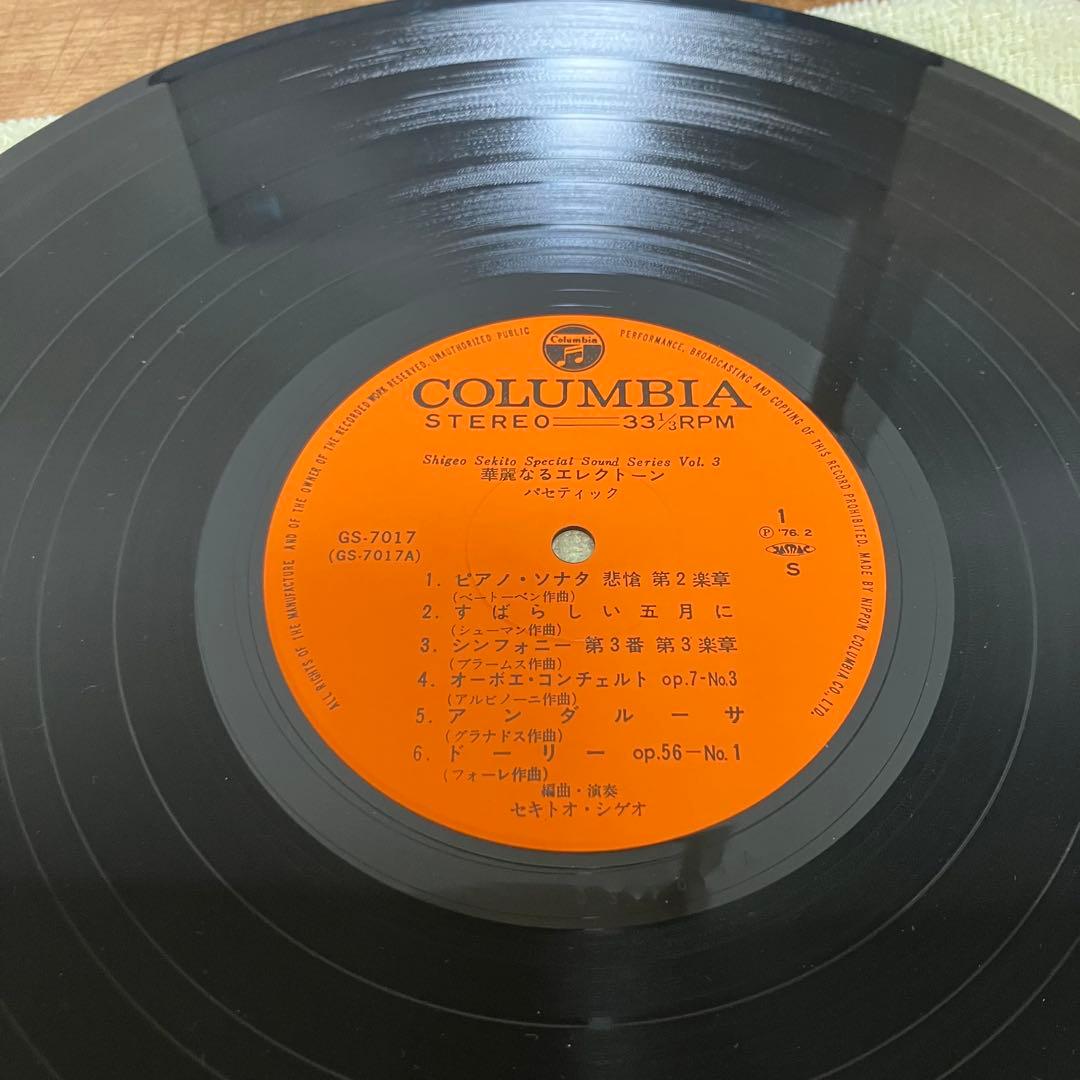 Columbia
COLUMBIA
STEREO 33⅓RPM
Shigeo Sekito Special Sound Series Vol. 3
華麗なるエレクトーン
パセティック
GS-7017
(GS-7017A)
1
Ⓟ '76. 2
JASRAC
S
1. ピアノ・ソナタ 悲愴 第2楽章
(ベートーベン作曲)
2. すばらしい五月に
(シューマン作曲)
3. シンフォニー 第3番 第3楽章
(ブラームス作曲)
4. オーボエ・コンチェルト op.7-No.3
(アルビノーニ作曲)
5. アンダルーサ
(グラナドス作曲)
6. ドーリー op.56-No.1
(フォーレ作曲)
編曲・演奏
セキトオ・シゲオ
ALL RIGHTS OF THE MANUFACTURE AND OF THE OWNER OF THE RECORDED WORK RESERVED. UNAUTHORIZED PUBLIC PERFORMANCE, BROADCASTING AND COPYING OF THIS RECORD PROHIBITED. MADE BY NIPPON COLUMBIA CO., LTD.